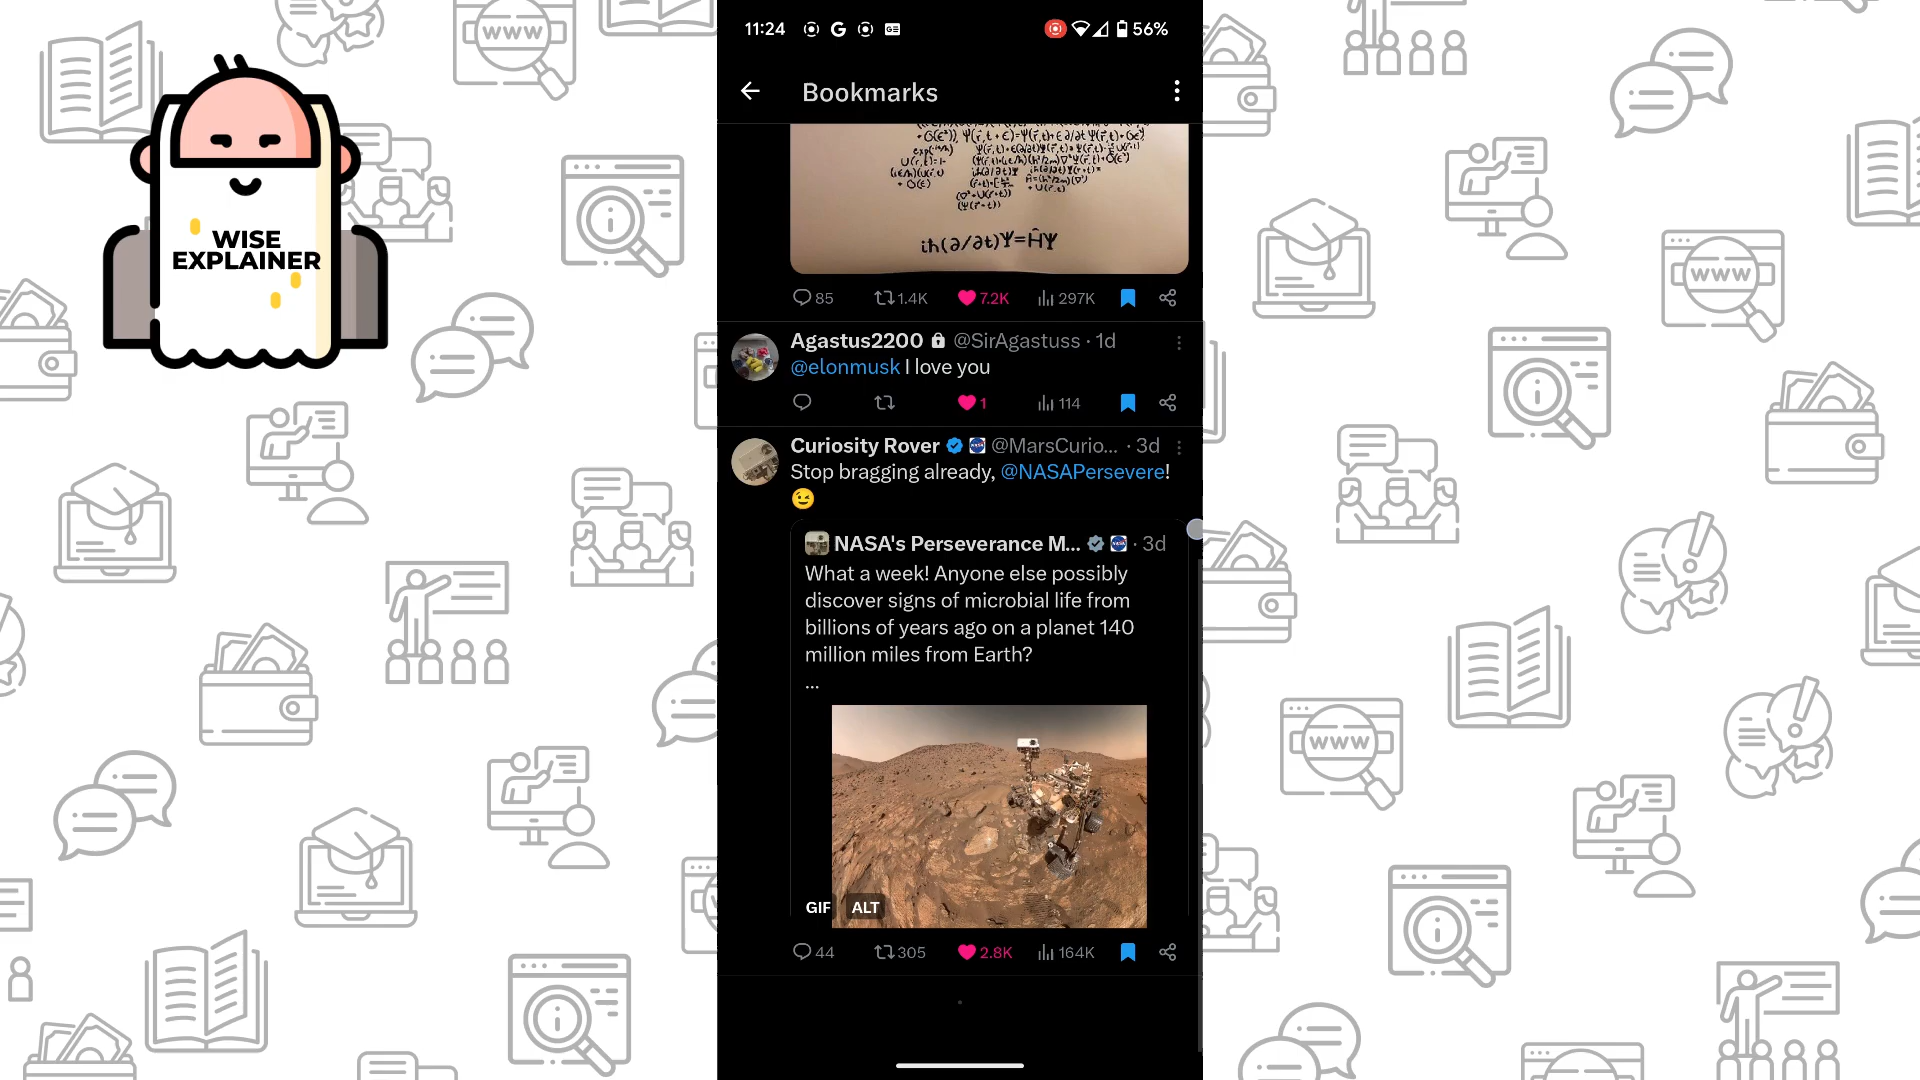 WISE
EXPLAINER
11:24
56%
Bookmarks
iħ(∂/∂t)Ψ=ĤΨ
85 1.4K 7.2K 297K
Agastus2200 @SirAgastuss · 1d
@elonmusk I love you
1 114
Curiosity Rover @MarsCurio... · 3d
Stop bragging already, @NASAPersevere!
😉
NASA's Perseverance M... · 3d
What a week! Anyone else possibly
discover signs of microbial life from
billions of years ago on a planet 140
million miles from Earth?
...
GIF ALT
44 305 2.8K 164K
WWW
WWW
WWW